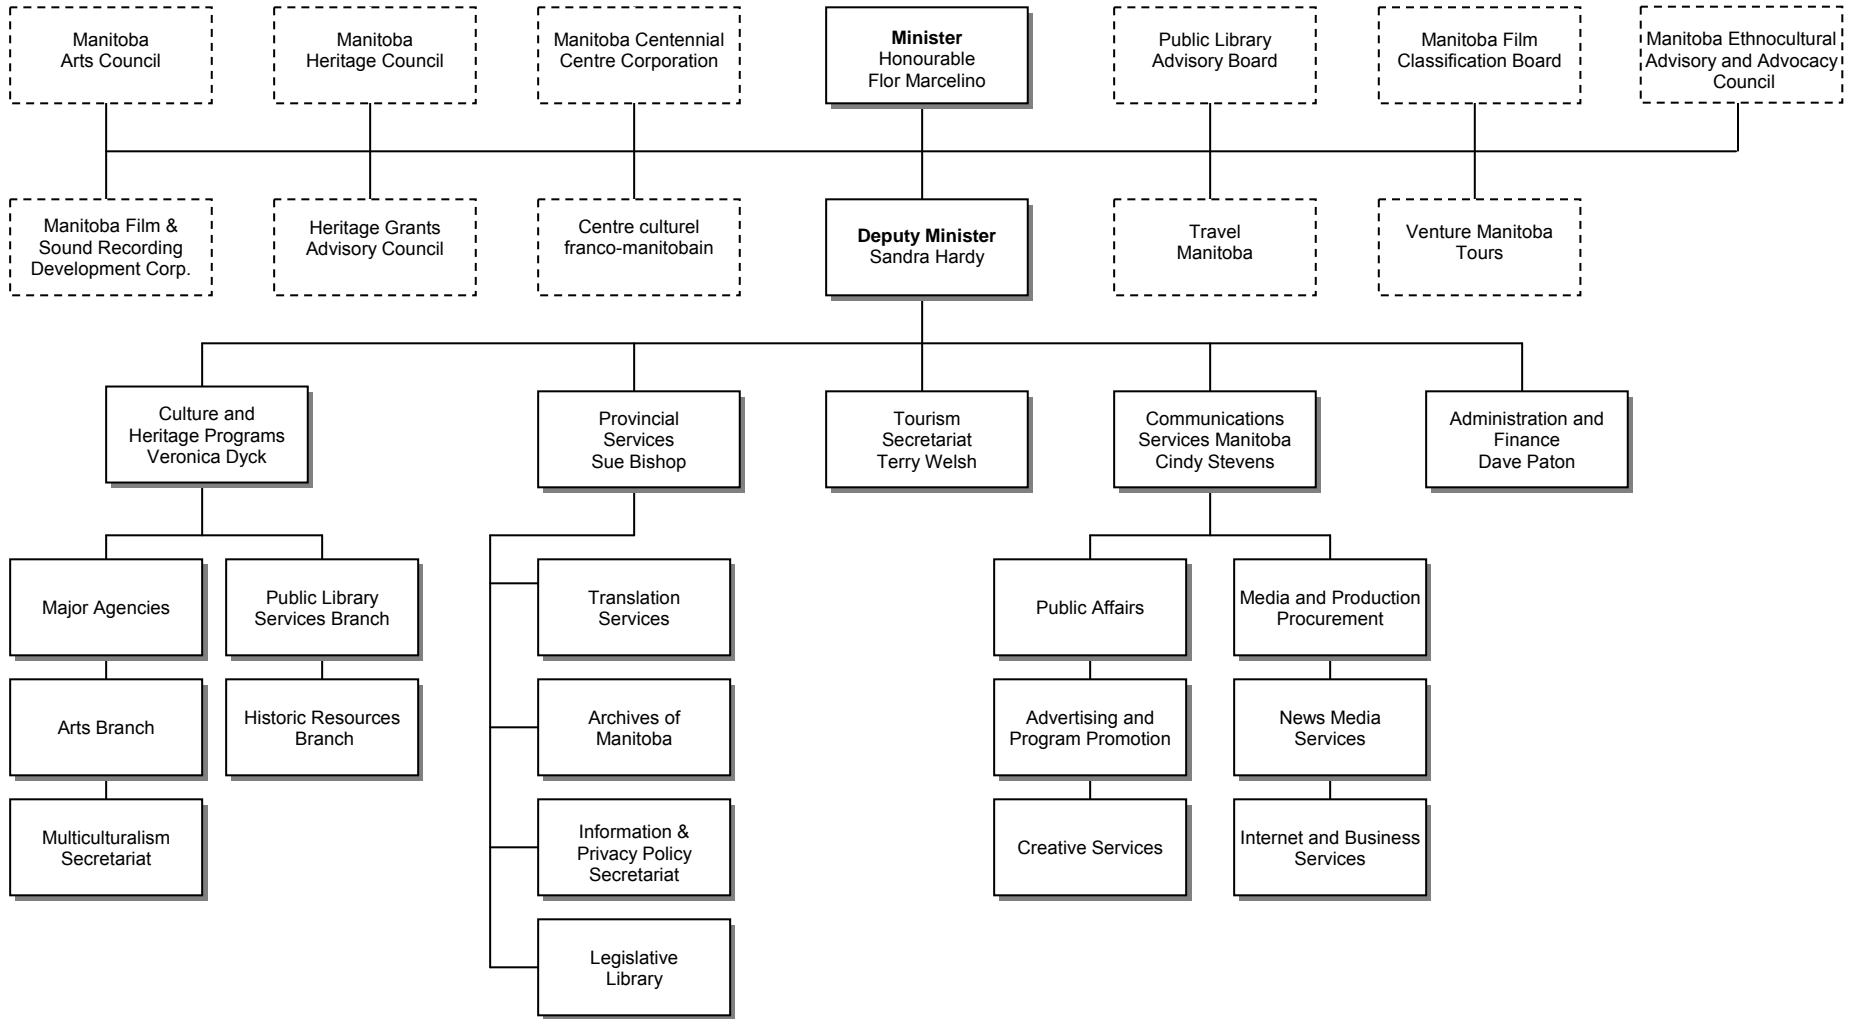 Manitoba
Arts Council
Manitoba
Heritage Council
Manitoba Centennial
Centre Corporation
Minister
Honourable
Flor Marcelino
Public Library
Advisory Board
Manitoba Film
Classification Board
Manitoba Ethnocultural
Advisory and Advocacy
Council
Manitoba Film &
Sound Recording
Development Corp.
Heritage Grants
Advisory Council
Centre culturel
franco-manitobain
Deputy Minister
Sandra Hardy
Travel
Manitoba
Venture Manitoba
Tours
Culture and
Heritage Programs
Veronica Dyck
Provincial
Services
Sue Bishop
Tourism
Secretariat
Terry Welsh
Communications
Services Manitoba
Cindy Stevens
Administration and
Finance
Dave Paton
Major Agencies
Public Library
Services Branch
Translation
Services
Public Affairs
Media and Production
Procurement
Arts Branch
Historic Resources
Branch
Archives of
Manitoba
Advertising and
Program Promotion
News Media
Services
Multiculturalism
Secretariat
Information &
Privacy Policy
Secretariat
Creative Services
Internet and Business
Services
Legislative
Library